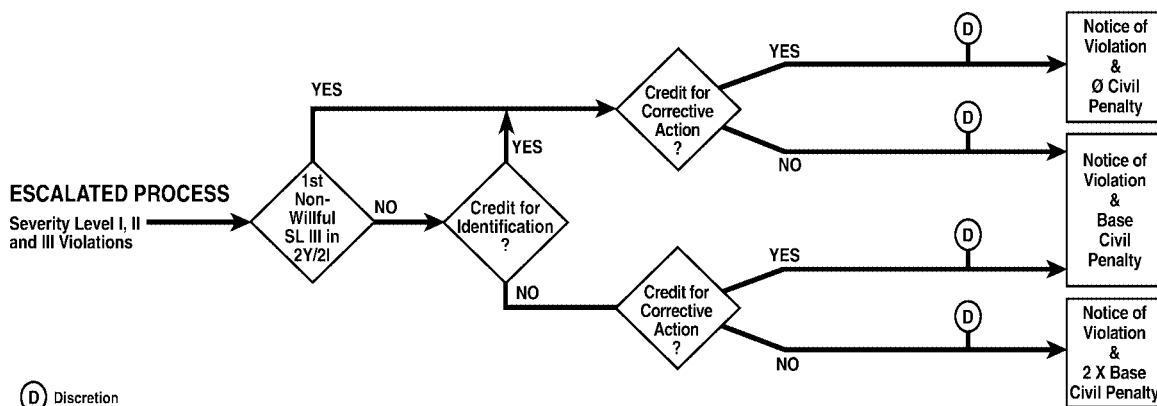 ESCALATED PROCESS
Severity Level I, II
and III Violations
1st
Non-
Willful
SL III in
2Y/2I
YES
NO
Credit for
Identification
?
YES
NO
Credit for
Corrective
Action
?
YES
D
NO
D
Credit for
Corrective
Action
?
YES
D
NO
D
Notice of
Violation
&
Ø Civil
Penalty
Notice of
Violation
&
Base
Civil
Penalty
Notice of
Violation
&
2 X Base
Civil Penalty
D Discretion